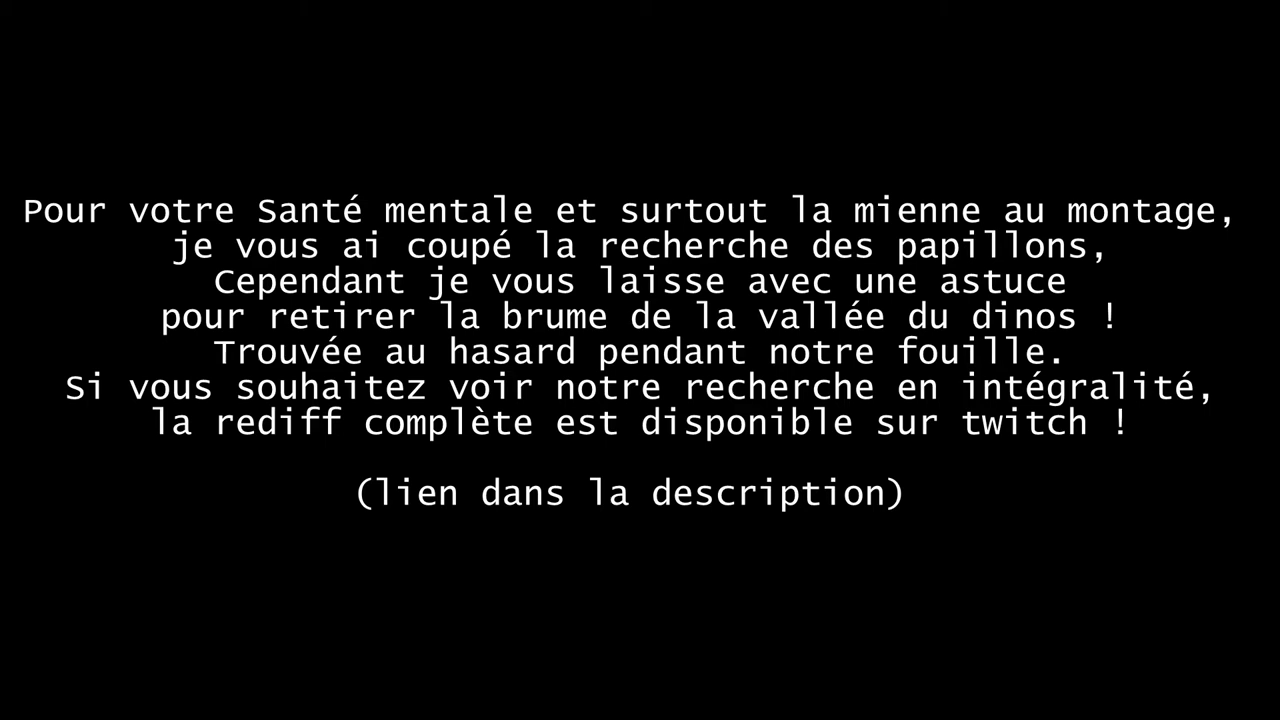 Pour votre Santé mentale et surtout la mienne au montage,
je vous ai coupé la recherche des papillons,
Cependant je vous laisse avec une astuce
pour retirer la brume de la vallée du dinos !
Trouvée au hasard pendant notre fouille.
Si vous souhaitez voir notre recherche en intégralité,
la rediff complète est disponible sur twitch !
(lien dans la description)